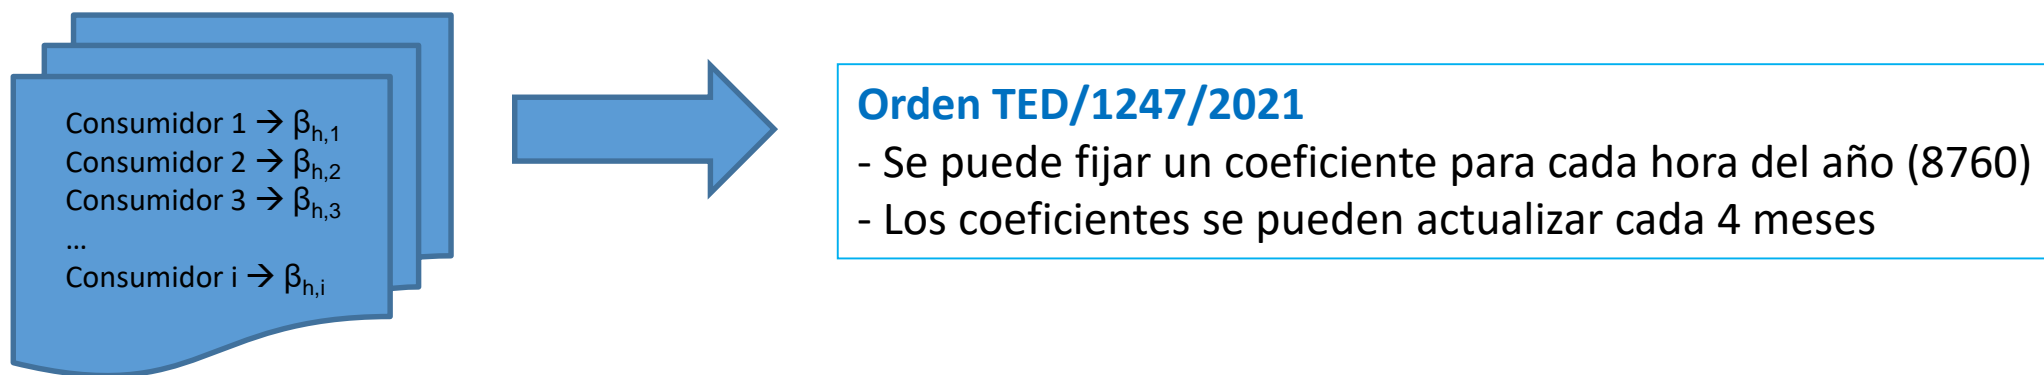 Consumidor 1 → βh,1
Consumidor 2 → βh,2
Consumidor 3 → βh,3
...
Consumidor i → βh,i
Orden TED/1247/2021
- Se puede fijar un coeficiente para cada hora del año (8760)
- Los coeficientes se pueden actualizar cada 4 meses